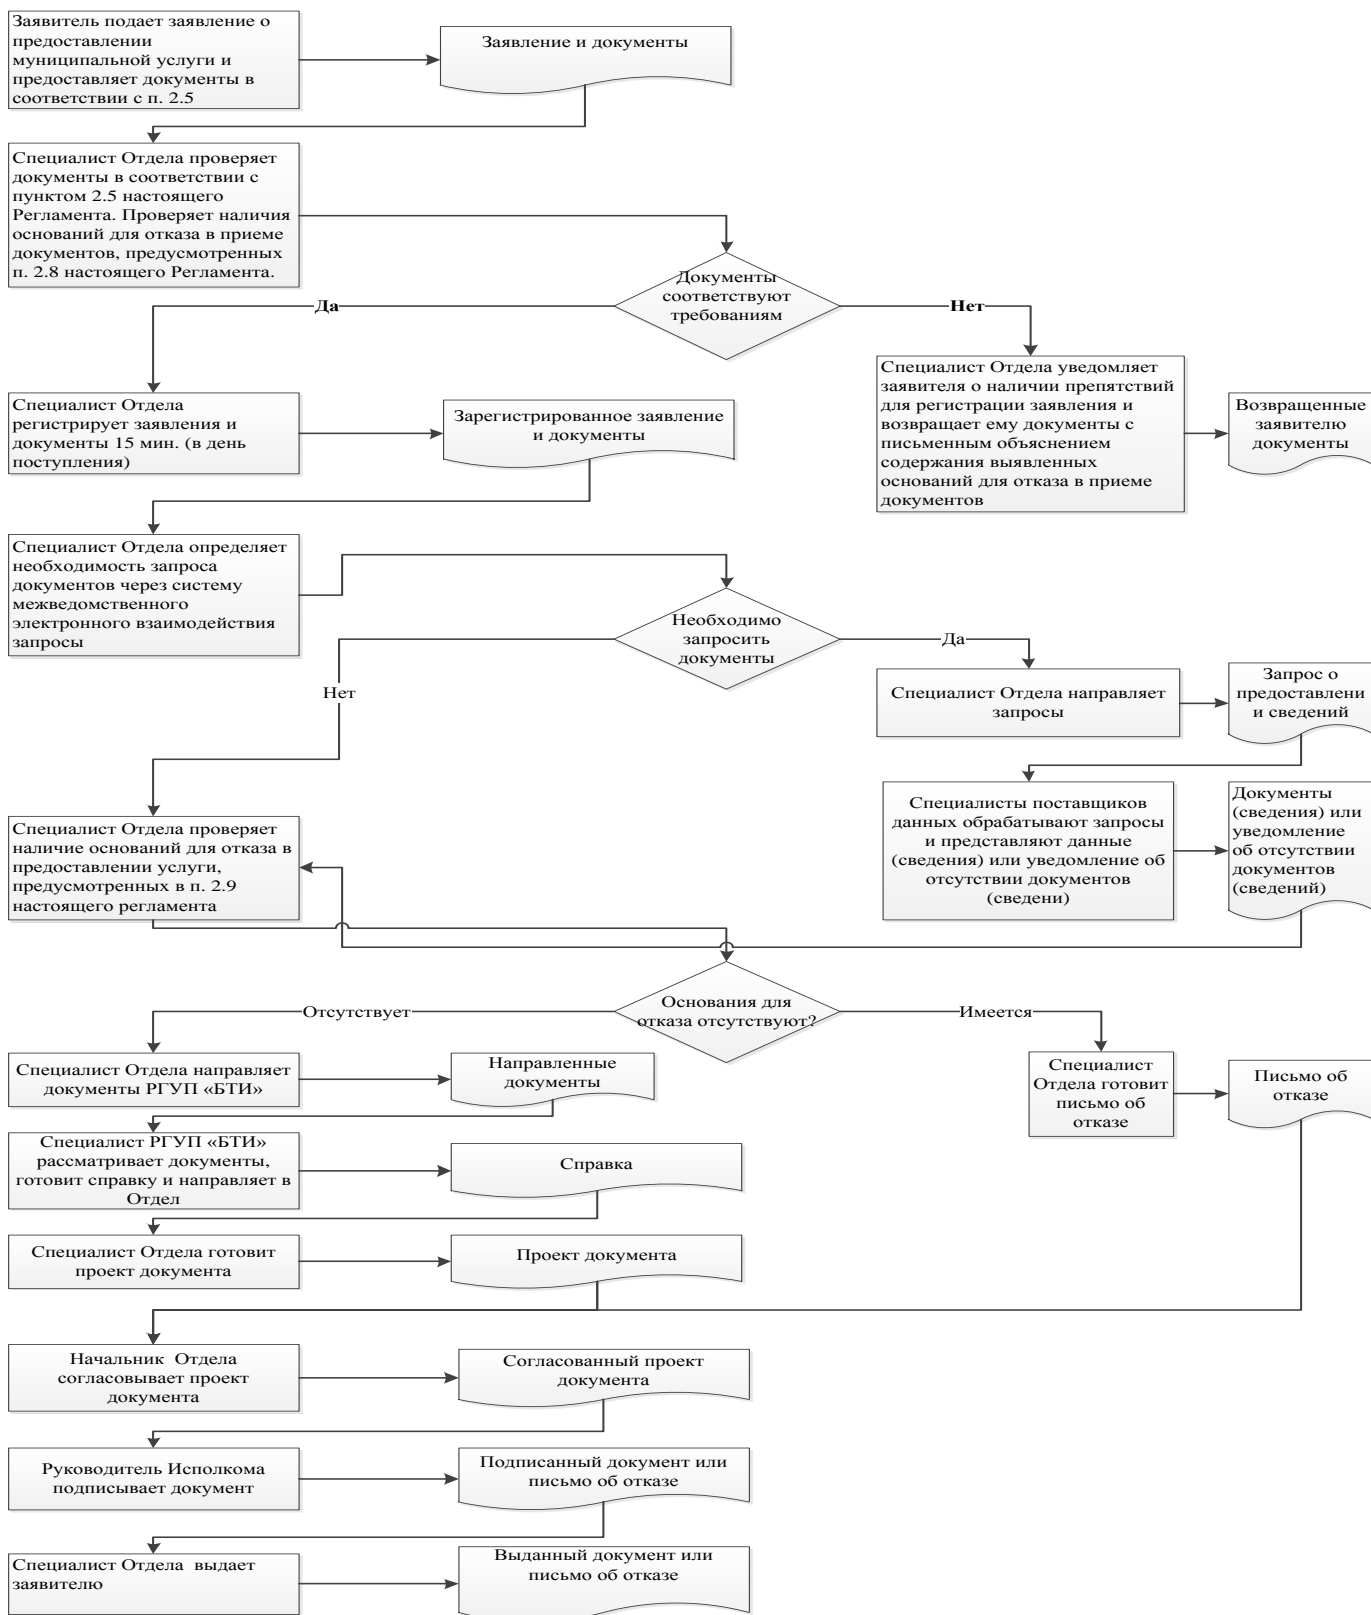 Заявитель подает заявление о
предоставлении
муниципальной услуги и
предоставляет документы в
соответствии с п. 2.5
Заявление и документы
Специалист Отдела проверяет
документы в соответствии с
пунктом 2.5 настоящего
Регламента. Проверяет наличия
оснований для отказа в приеме
документов, предусмотренных
п. 2.8 настоящего Регламента.
Документы
соответствуют
требованиям
Да
Нет
Специалист Отдела
регистрирует заявления и
документы 15 мин. (в день
поступления)
Зарегистрированное заявление
и документы
Специалист Отдела уведомляет
заявителя о наличии препятствий
для регистрации заявления и
возвращает ему документы с
письменным объяснением
содержания выявленных
оснований для отказа в приеме
документов
Возвращенные
заявителю
документы
Специалист Отдела определяет
необходимость запроса
документов через систему
межведомственного
электронного взаимодействия
запросы
Необходимо
запросить
документы
Да
Нет
Специалист Отдела направляет
запросы
Запрос о
предоставлени
и сведений
Специалисты поставщиков
данных обрабатывают запросы
и представляют данные
(сведения) или уведомление об
отсутствии документов
(сведени)
Документы
(сведения) или
уведомление
об отсутствии
документов
(сведений)
Специалист Отдела проверяет
наличие оснований для отказа в
предоставлении услуги,
предусмотренных в п. 2.9
настоящего регламента
Основания для
отказа отсутствуют?
Отсутствует
Имеется
Специалист Отдела направляет
документы РГУП «БТИ»
Направленные
документы
Специалист
Отдела готовит
письмо об
отказе
Письмо об
отказе
Специалист РГУП «БТИ»
рассматривает документы,
готовит справку и направляет в
Отдел
Справка
Специалист Отдела готовит
проект документа
Проект документа
Начальник Отдела
согласовывает проект
документа
Согласованный проект
документа
Руководитель Исполкома
подписывает документ
Подписанный документ или
письмо об отказе
Специалист Отдела выдает
заявителю
Выданный документ или
письмо об отказе